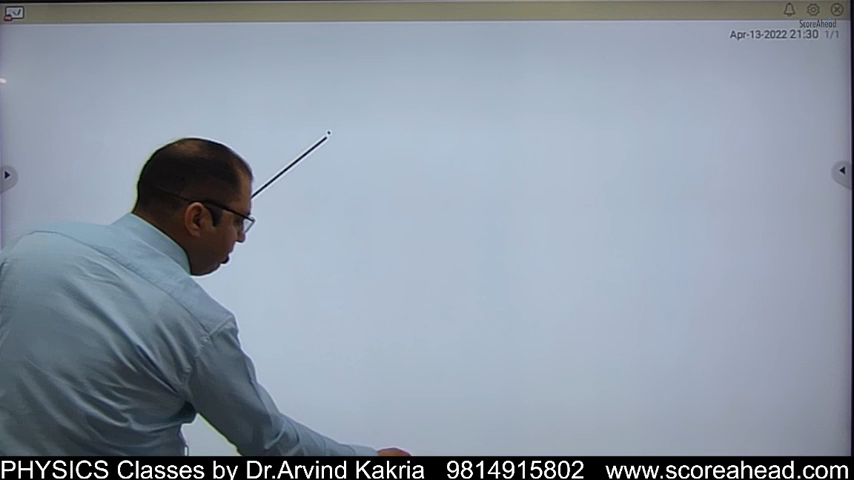 ScoreAhead
Apr-13-2022 21:30 1/1
PHYSICS Classes by Dr.Arvind Kakria 9814915802 www.scoreahead.com